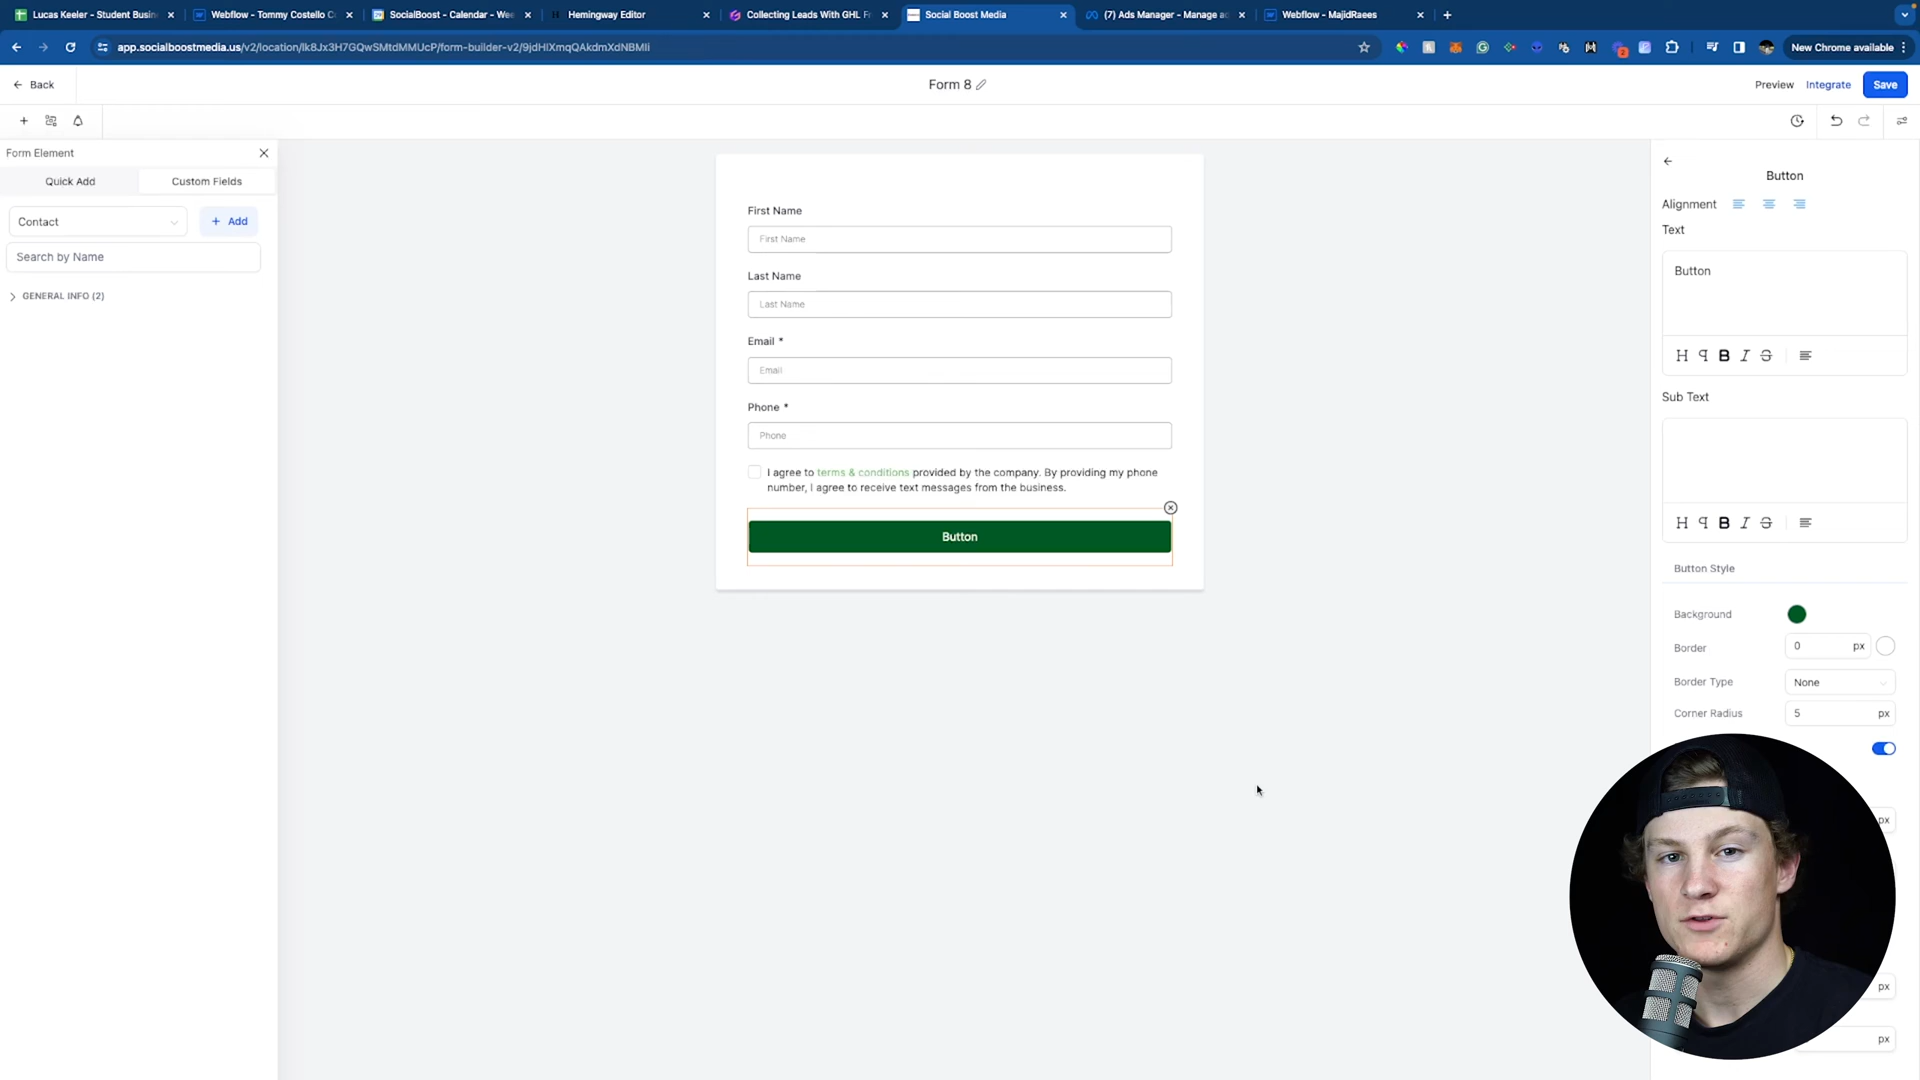 Lucas Keeler - Student Busin
Webflow - Tommy Costello C
SocialBoost - Calendar - Wee
Hemingway Editor
Collecting Leads With GHL Fr
Social Boost Media
(7) Ads Manager - Manage ad
Webflow - MajidRaees
app.socialboostmedia.us/v2/location/lk8Jx3H7GQwSMtdMMUcP/form-builder-v2/9jdHlXmqQAkdmXdNBMli
New Chrome available
Back
Form 8
Preview
Integrate
Save
Form Element
Quick Add
Custom Fields
Contact
+ Add
Search by Name
GENERAL INFO (2)
First Name
First Name
Last Name
Last Name
Email *
Email
Phone *
Phone
I agree to terms & conditions provided by the company. By providing my phone
number, I agree to receive text messages from the business.
Button
Button
Alignment
Text
Button
H ¶ B I S
Sub Text
H ¶ B I S
Button Style
Background
Border
0 px
Border Type
None
Corner Radius
5 px
px
px
px